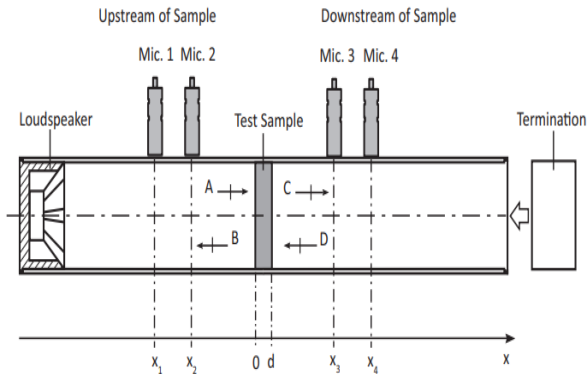 Upstream of Sample
Downstream of Sample
Mic. 1 Mic. 2
Mic. 3 Mic. 4
Loudspeaker
Test Sample
Termination
A
C
B
D
x1
x2
0
d
x3
x4
x